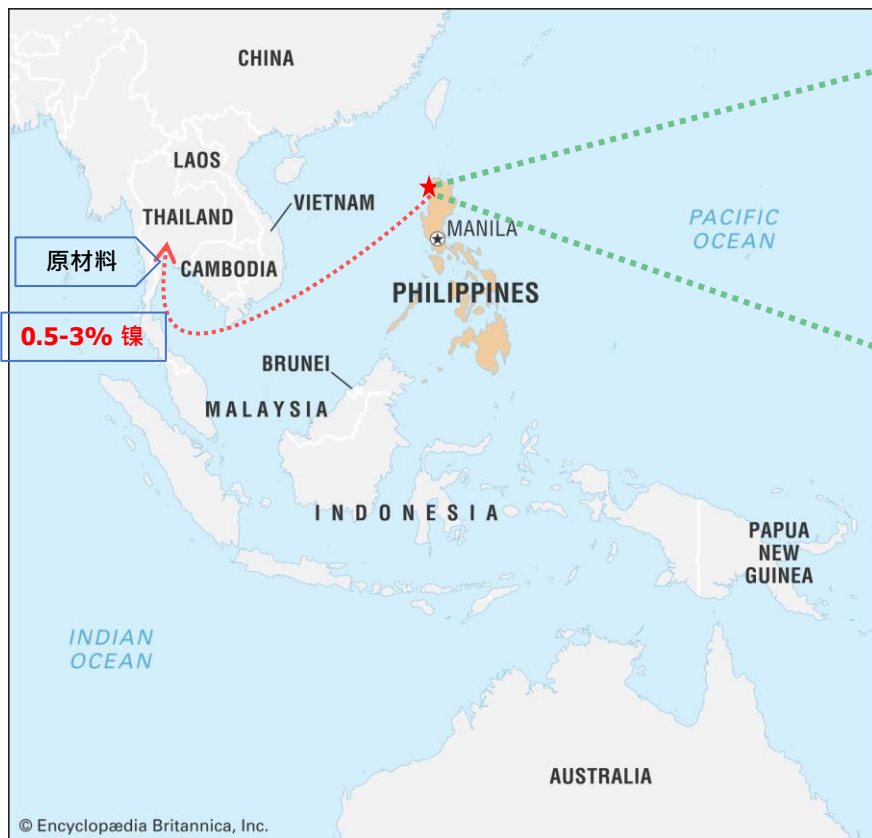 CHINA
LAOS
VIETNAM
THAILAND
PACIFIC
OCEAN
MANILA
原材料
CAMBODIA
PHILIPPINES
0.5-3% 镍
BRUNEI
MALAYSIA
INDONESIA
PAPUA
NEW
GUINEA
INDIAN
OCEAN
AUSTRALIA
© Encyclopædia Britannica, Inc.